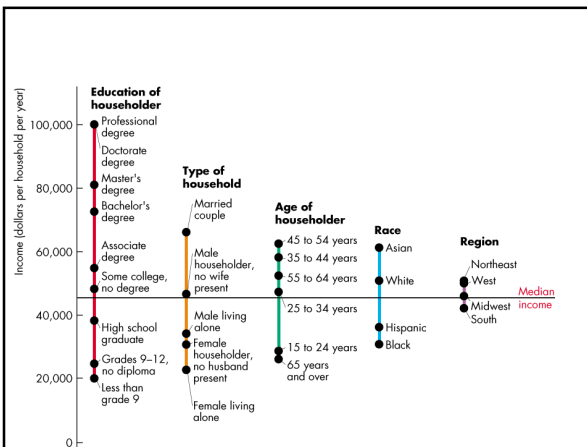 Income (dollars per household per year)
100,000
80,000
60,000
40,000
20,000
0
Education of
householder
Professional
degree
Doctorate
degree
Master's
degree
Bachelor's
degree
Associate
degree
Some college,
no degree
High school
graduate
Grades 9–12,
no diploma
Less than
grade 9
Type of
household
Married
couple
Male
householder,
no wife
present
Male living
alone
Female
householder,
no husband
present
Female living
alone
Age of
householder
45 to 54 years
35 to 44 years
55 to 64 years
25 to 34 years
15 to 24 years
65 years
and over
Race
Asian
White
Hispanic
Black
Region
Northeast
West
Midwest
South
Median
income